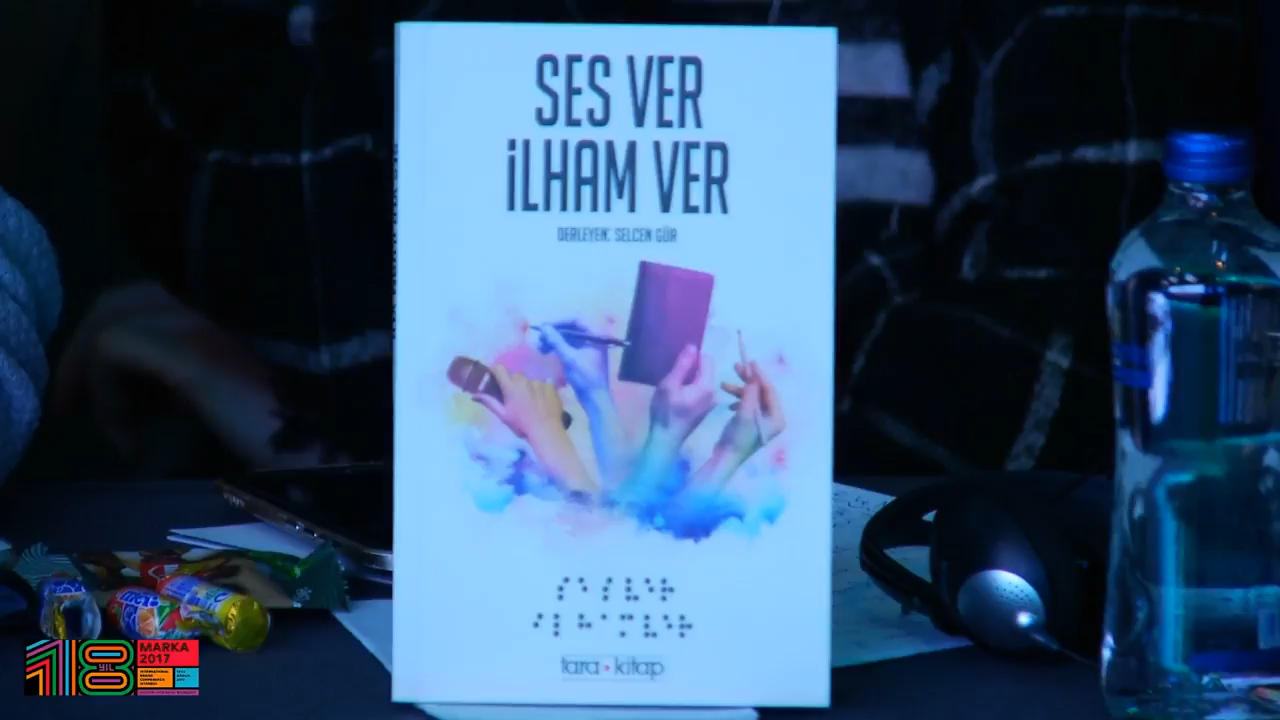 SES VER
İLHAM VER
DERLEYEN: SELCEN GÜR
tara kitap
18
YIL
MARKA
2017